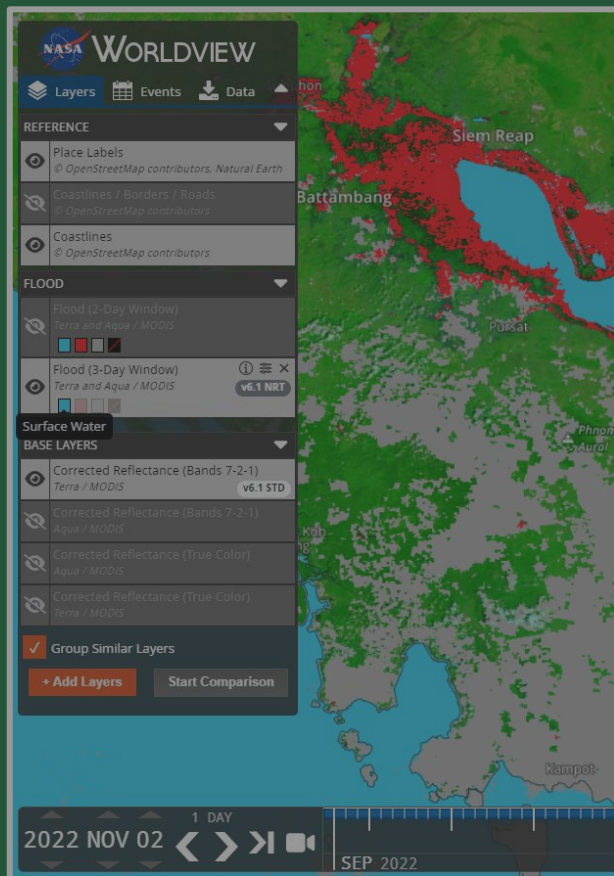 NASA WORLDVIEW
Layers Events Data
REFERENCE
Place Labels
© OpenStreetMap contributors, Natural Earth
Coastlines / Borders / Roads
© OpenStreetMap contributors
Coastlines
© OpenStreetMap contributors
FLOOD
Flood (2-Day Window)
Terra and Aqua / MODIS
Flood (3-Day Window)
Terra and Aqua / MODIS
v6.1 NRT
Surface Water
BASE LAYERS
Corrected Reflectance (Bands 7-2-1)
Terra / MODIS
v6.1 STD
Corrected Reflectance (Bands 7-2-1)
Aqua / MODIS
Corrected Reflectance (True Color)
Aqua / MODIS
Corrected Reflectance (True Color)
Terra / MODIS
Group Similar Layers
+ Add Layers Start Comparison
hon
Siem Reap
Battambang
Pursat
Phnom
Aural
Koh
ng
Kampot
1 DAY
2022 NOV 02
SEP 2022